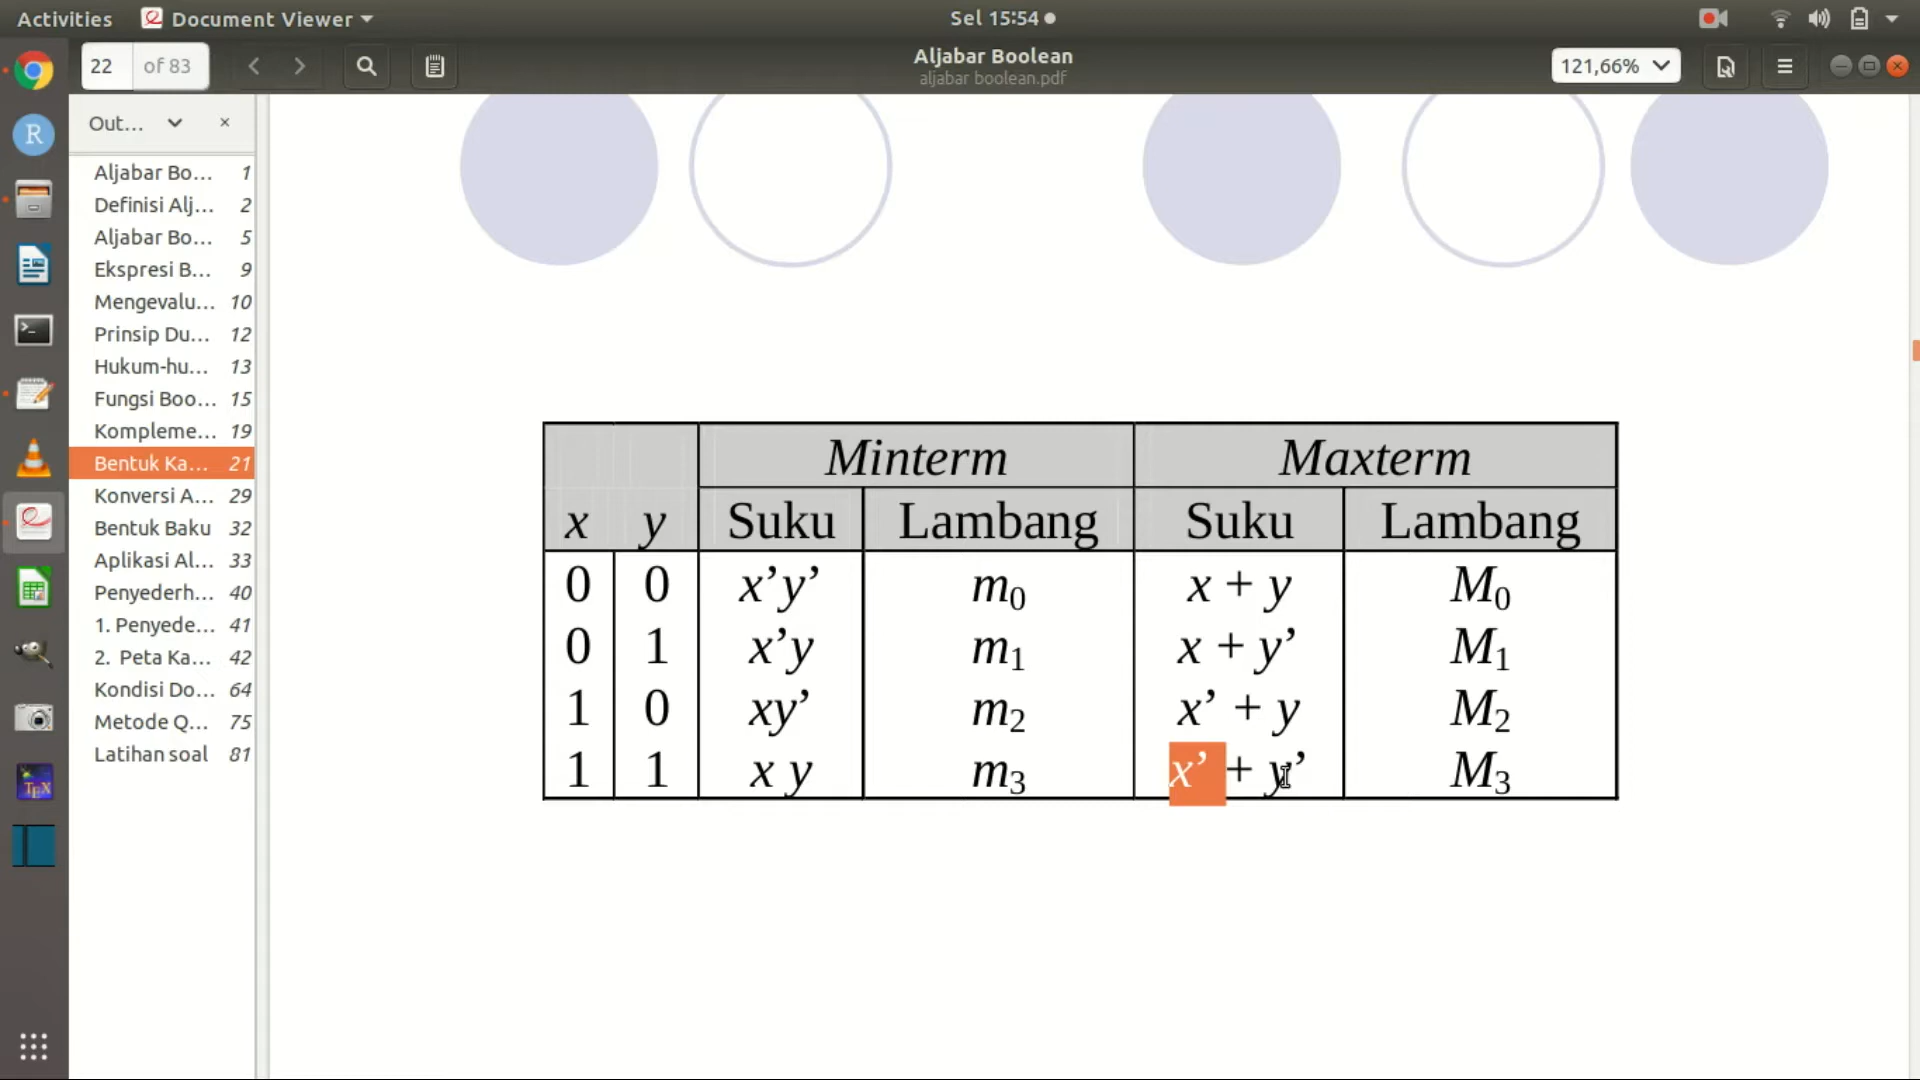 Activities Document Viewer Sel 15:54
22 of 83 Aljabar Boolean 121,66%
aljabar boolean.pdf
Out...
Aljabar Bo... 1
Definisi Alj... 2
Aljabar Bo... 5
Ekspresi B... 9
Mengevalu... 10
Prinsip Du... 12
Hukum-hu... 13
Fungsi Boo... 15
Kompleme... 19
Bentuk Ka... 21
Konversi A... 29
Bentuk Baku 32
Aplikasi Al... 33
Penyederh... 40
1. Penyede... 41
2. Peta Ka... 42
Kondisi Do... 64
Metode Q... 75
Latihan soal 81
R
TEX
Minterm Maxterm
x y Suku Lambang Suku Lambang
0 0 x’y’ m0 x + y M0
0 1 x’y m1 x + y’ M1
1 0 xy’ m2 x’ + y M2
1 1 x y m3 x’ + y’ M3